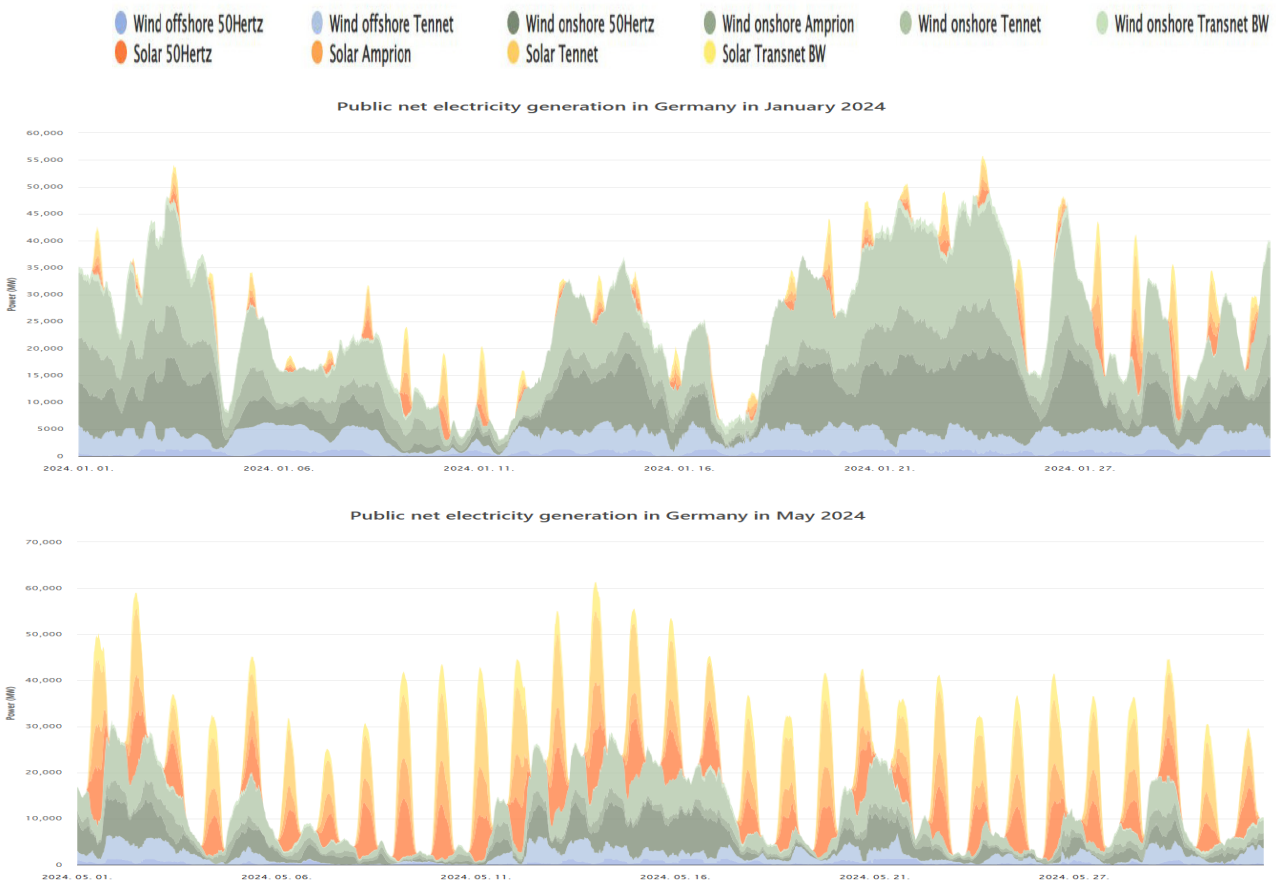 Wind offshore 50Hertz Wind offshore Tennet Wind onshore 50Hertz Wind onshore Amprion Wind onshore Tennet Wind onshore Transnet BW
Solar 50Hertz Solar Amprion Solar Tennet Solar Transnet BW
Public net electricity generation in Germany in January 2024
60,000
55,000
50,000
45,000
40,000
35,000
30,000
Power (MW)
25,000
20,000
15,000
10,000
5000
0
2024. 01. 01. 2024. 01. 06. 2024. 01. 11. 2024. 01. 16. 2024. 01. 21. 2024. 01. 27.
Public net electricity generation in Germany in May 2024
70,000
60,000
50,000
40,000
Power (MW)
30,000
20,000
10,000
0
2024. 05. 01. 2024. 05. 06. 2024. 05. 11. 2024. 05. 16. 2024. 05. 21. 2024. 05. 27.